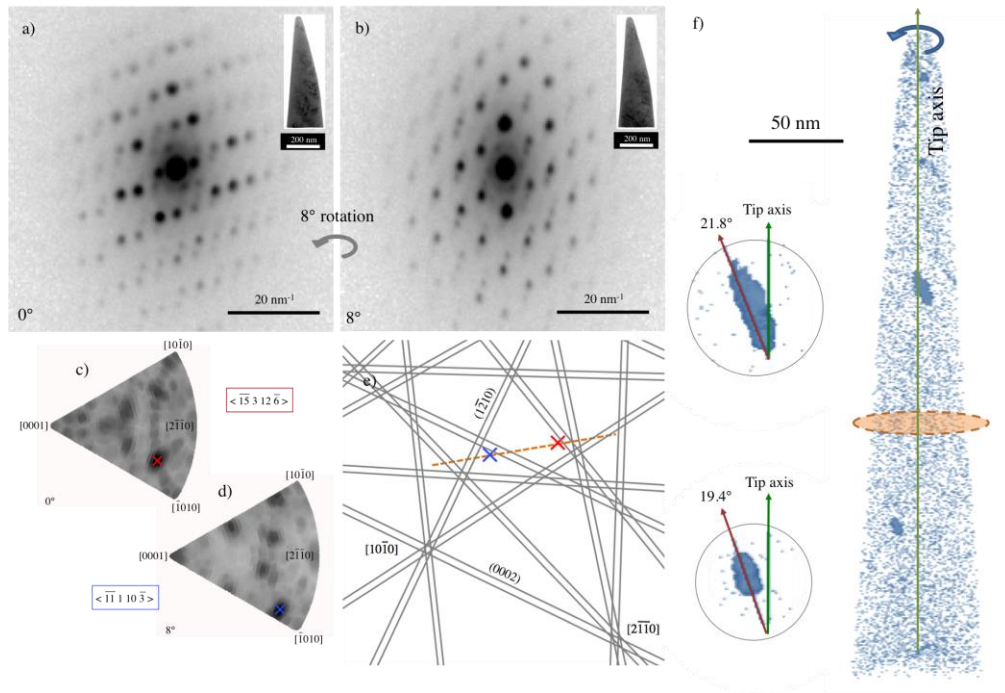 a)
200 nm
20 nm⁻¹
0°
8° rotation
b)
200 nm
20 nm⁻¹
8°
c)
[101̅0]
[0001]
[21̅1̅0]
[1̅010]
0°
< 1̅5̅ 3 12 6̅ >
d)
[101̅0]
[0001]
[21̅1̅0]
[1̅010]
8°
< 1̅1̅ 1 10 3̅ >
e)
(12̅10)
[101̅0]
(0002)
[21̅1̅0]
f)
Tip axis
50 nm
Tip axis
21.8°
Tip axis
19.4°